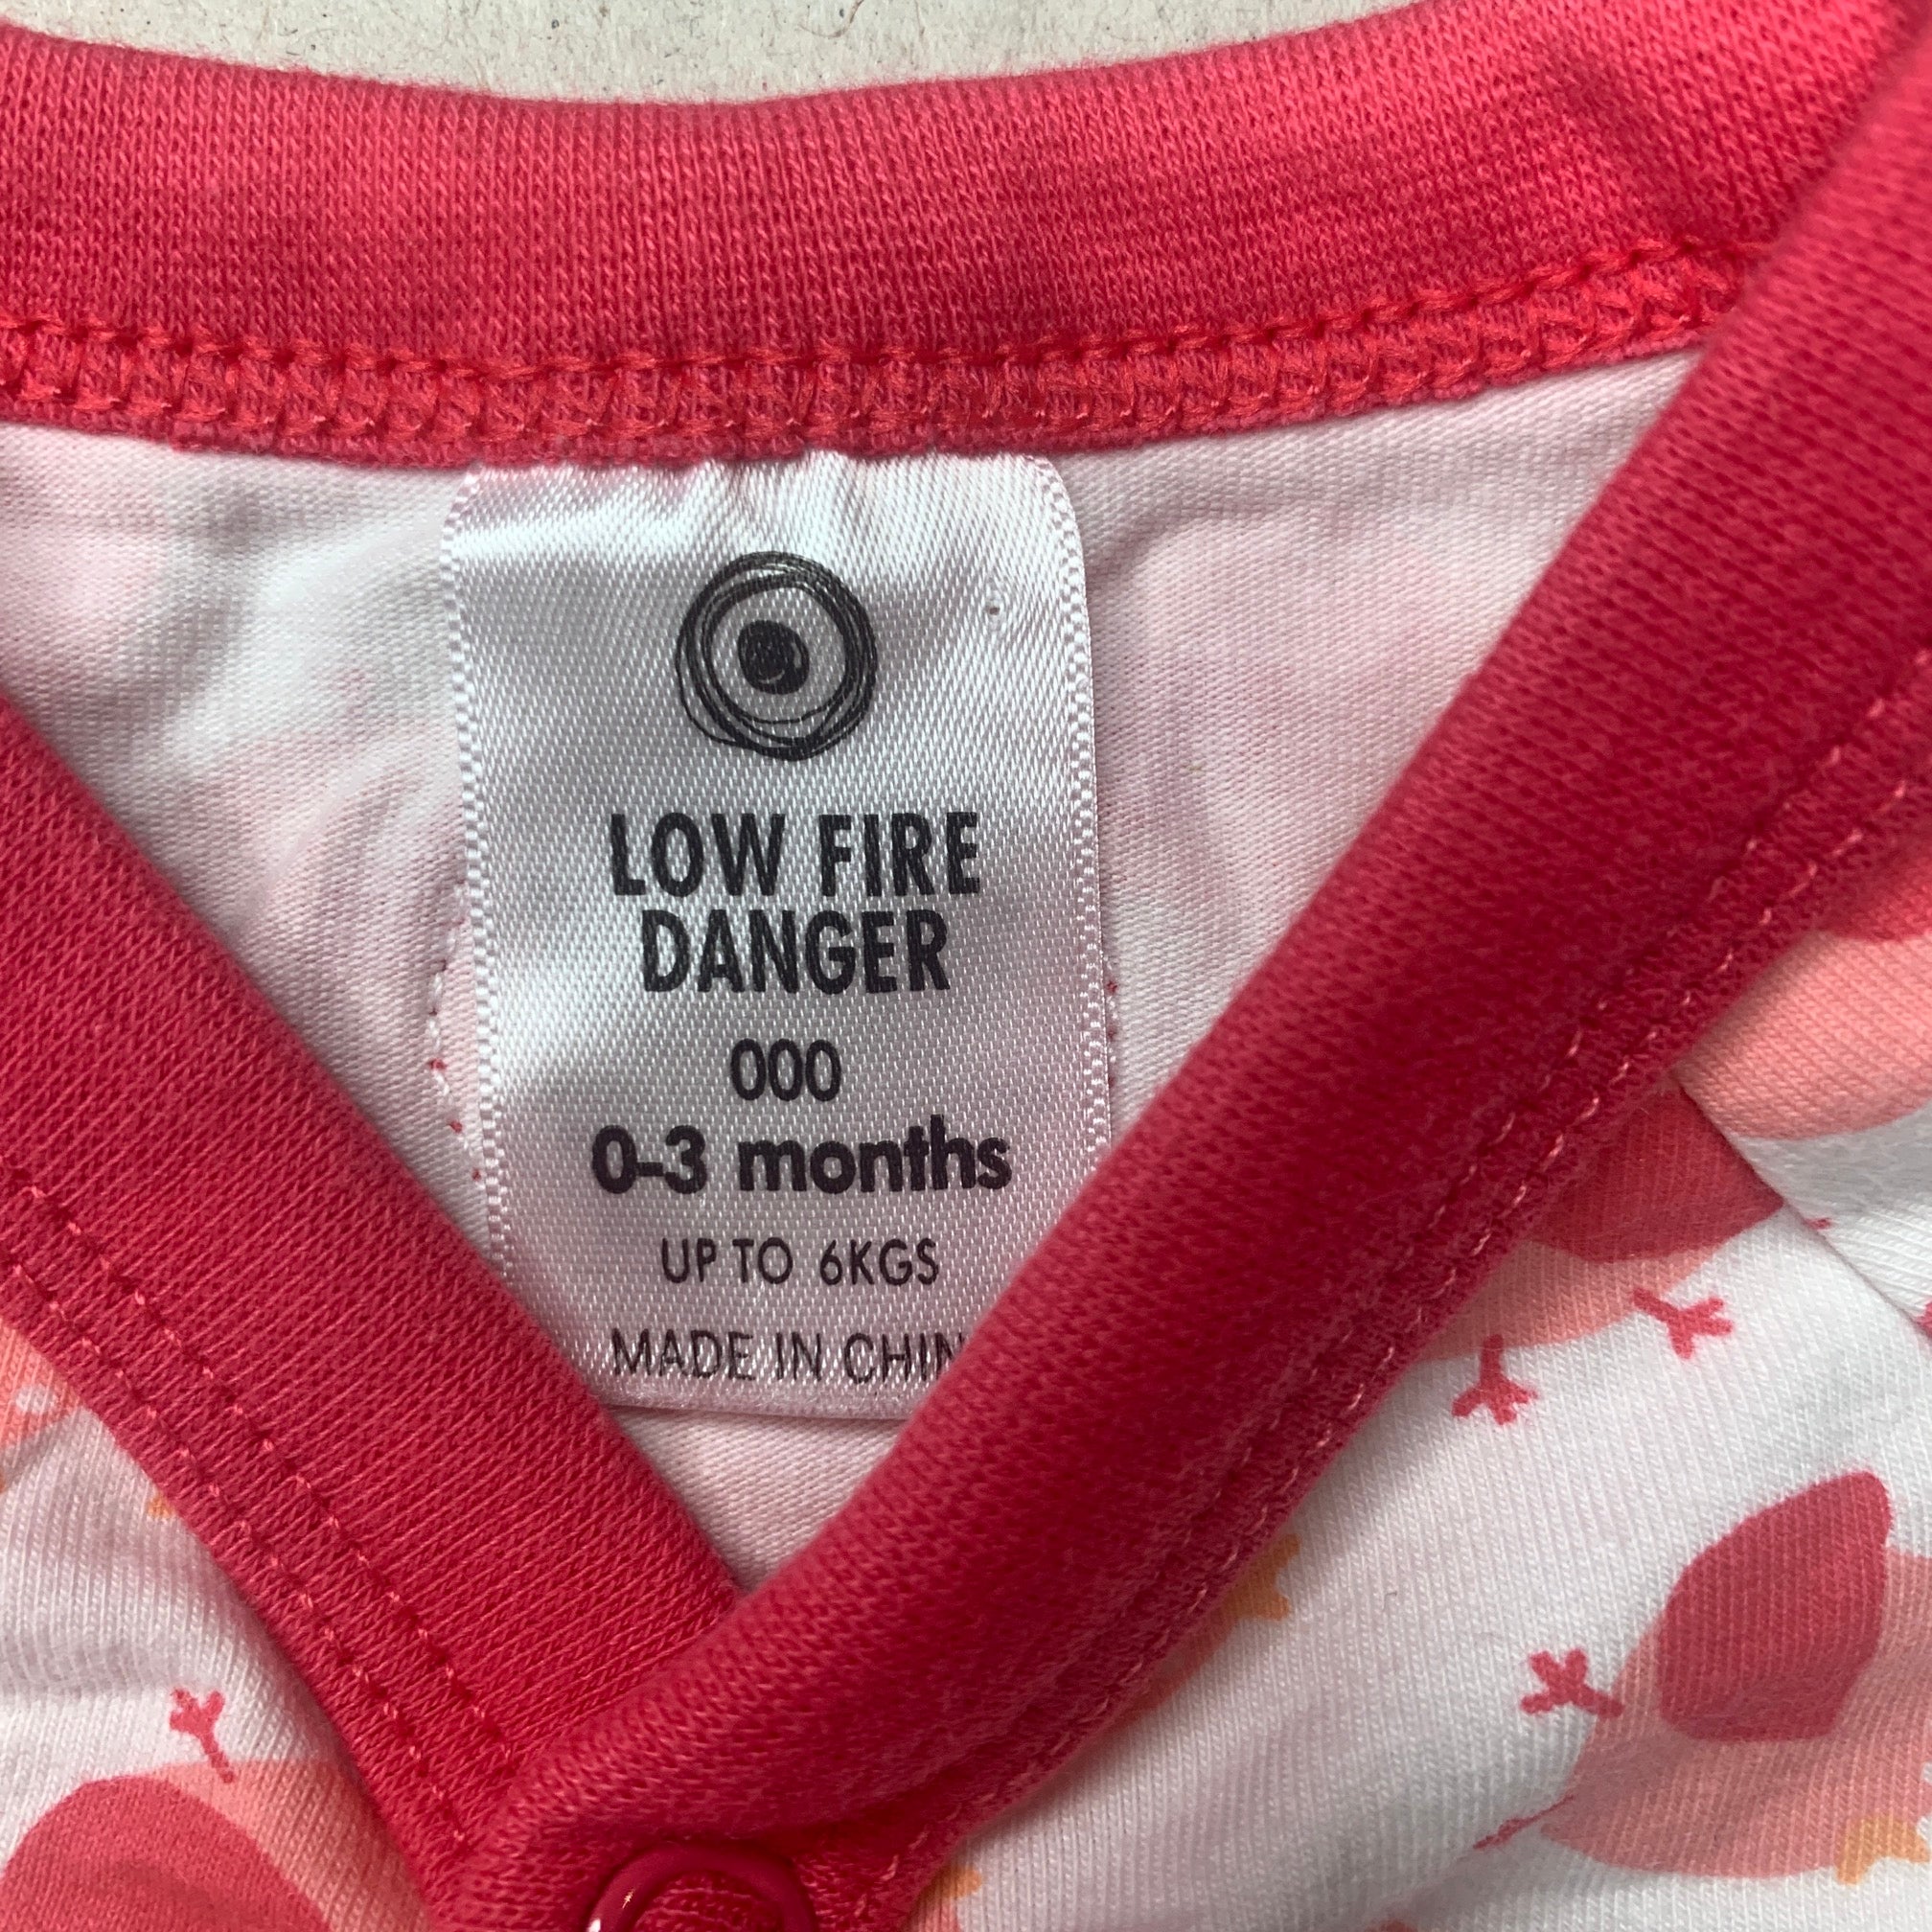 LOW FIRE
DANGER
000
0-3 months
UP TO 6KGS
MADE IN CHIN